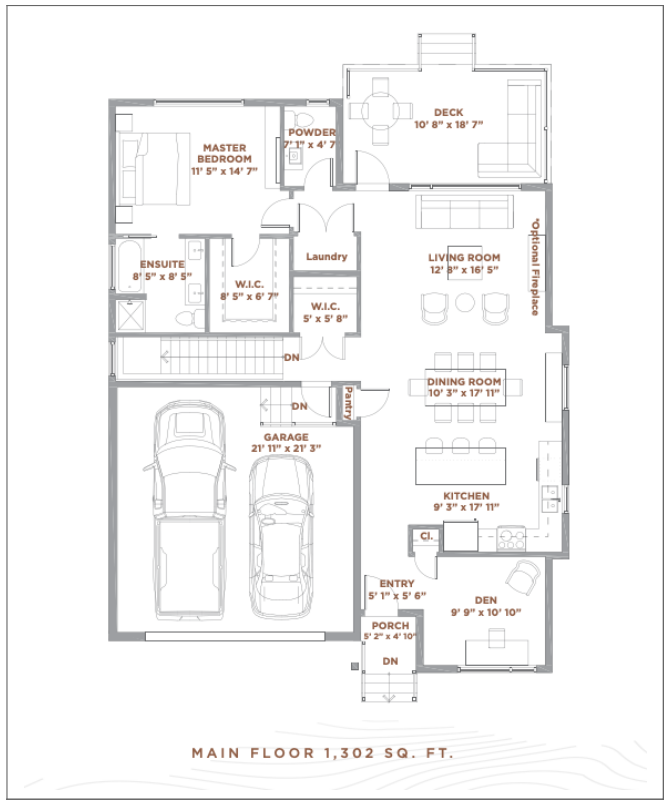 DECK
10' 8" x 18' 7"
POWDER
7' 1" x 4' 7
MASTER
BEDROOM
11' 5" x 14' 7"
Laundry
LIVING ROOM
12' 8" x 16' 5"
*Optional Fireplace
ENSUITE
8' 5" x 8' 5"
W.I.C.
8' 5" x 6' 7"
W.I.C.
5' x 5' 8"
DN
DINING ROOM
10' 3" x 17' 11"
DN
Pantry
GARAGE
21' 11" x 21' 3"
KITCHEN
9' 3" x 17' 11"
Cl.
ENTRY
5' 1" x 5' 6"
DEN
9' 9" x 10' 10"
PORCH
5' 2" x 4' 10"
DN
MAIN FLOOR 1,302 SQ. FT.